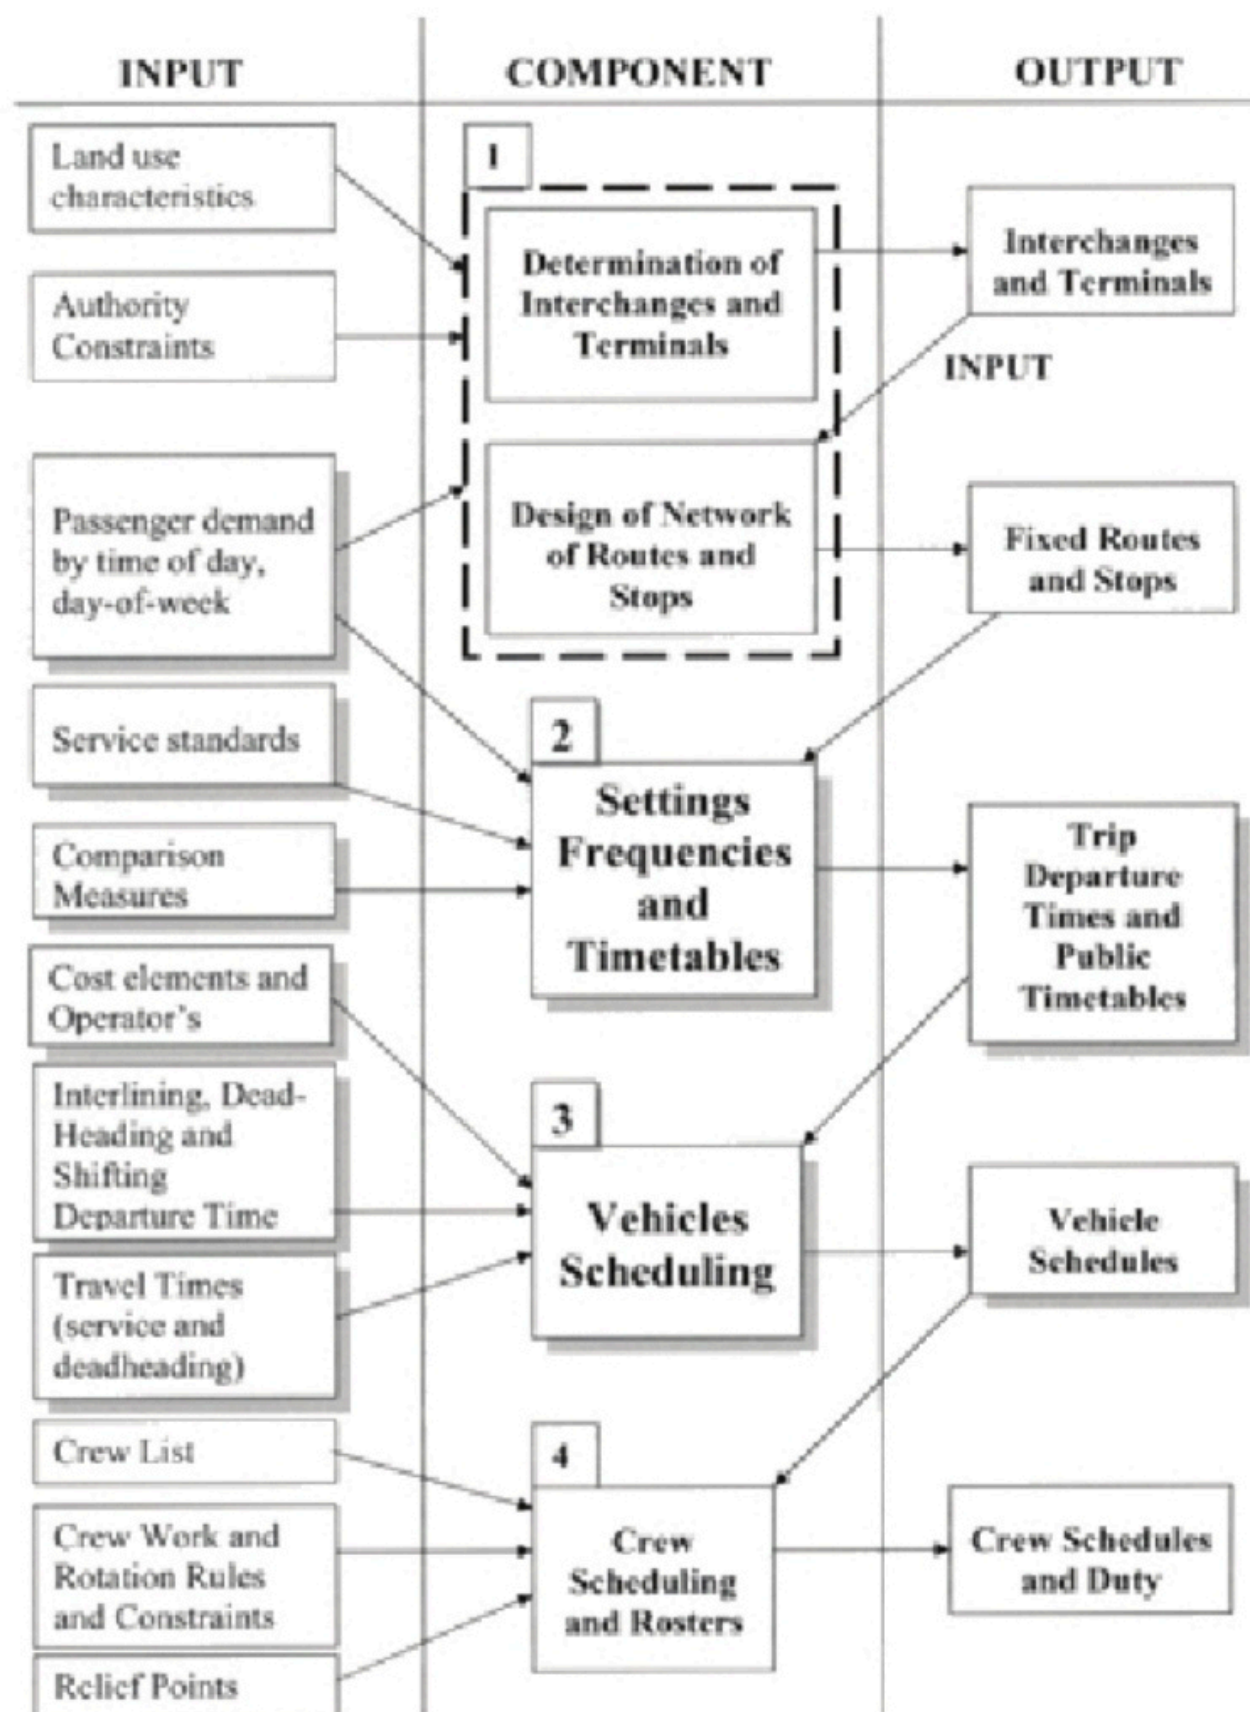 INPUT
COMPONENT
OUTPUT
Land use
characteristics
Authority
Constraints
Passenger demand
by time of day,
day-of-week
Service standards
Comparison
Measures
Cost elements and
Operator's
Interlining, Dead-
Heading and
Shifting
Departure Time
Travel Times
(service and
deadheading)
Crew List
Crew Work and
Rotation Rules
and Constraints
Relief Points
1
Determination of
Interchanges and
Terminals
Design of Network
of Routes and
Stops
2
Settings
Frequencies
and
Timetables
3
Vehicles
Scheduling
4
Crew
Scheduling
and Rosters
Interchanges
and Terminals
INPUT
Fixed Routes
and Stops
Trip
Departure
Times and
Public
Timetables
Vehicle
Schedules
Crew Schedules
and Duty